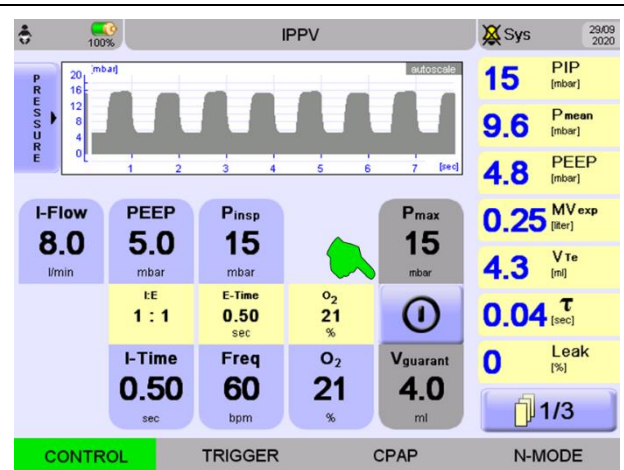 100%
IPPV
Sys
29/09
2020
PRESSURE
[mbar]
autoscale
20
16
12
8
4
0
1 2 3 4 5 6 7 [sec]
15 PIP [mbar]
9.6 Pmean [mbar]
4.8 PEEP [mbar]
0.25 MVexp [liter]
4.3 VTe [ml]
0.04 τ [sec]
0 Leak [%]
1/3
I-Flow PEEP Pinsp Pmax
8.0 5.0 15 15
l/min mbar mbar mbar
I:E E-Time O2
1 : 1 0.50 21
sec %
I-Time Freq O2 Vguarant
0.50 60 21 4.0
sec bpm % ml
CONTROL TRIGGER CPAP N-MODE